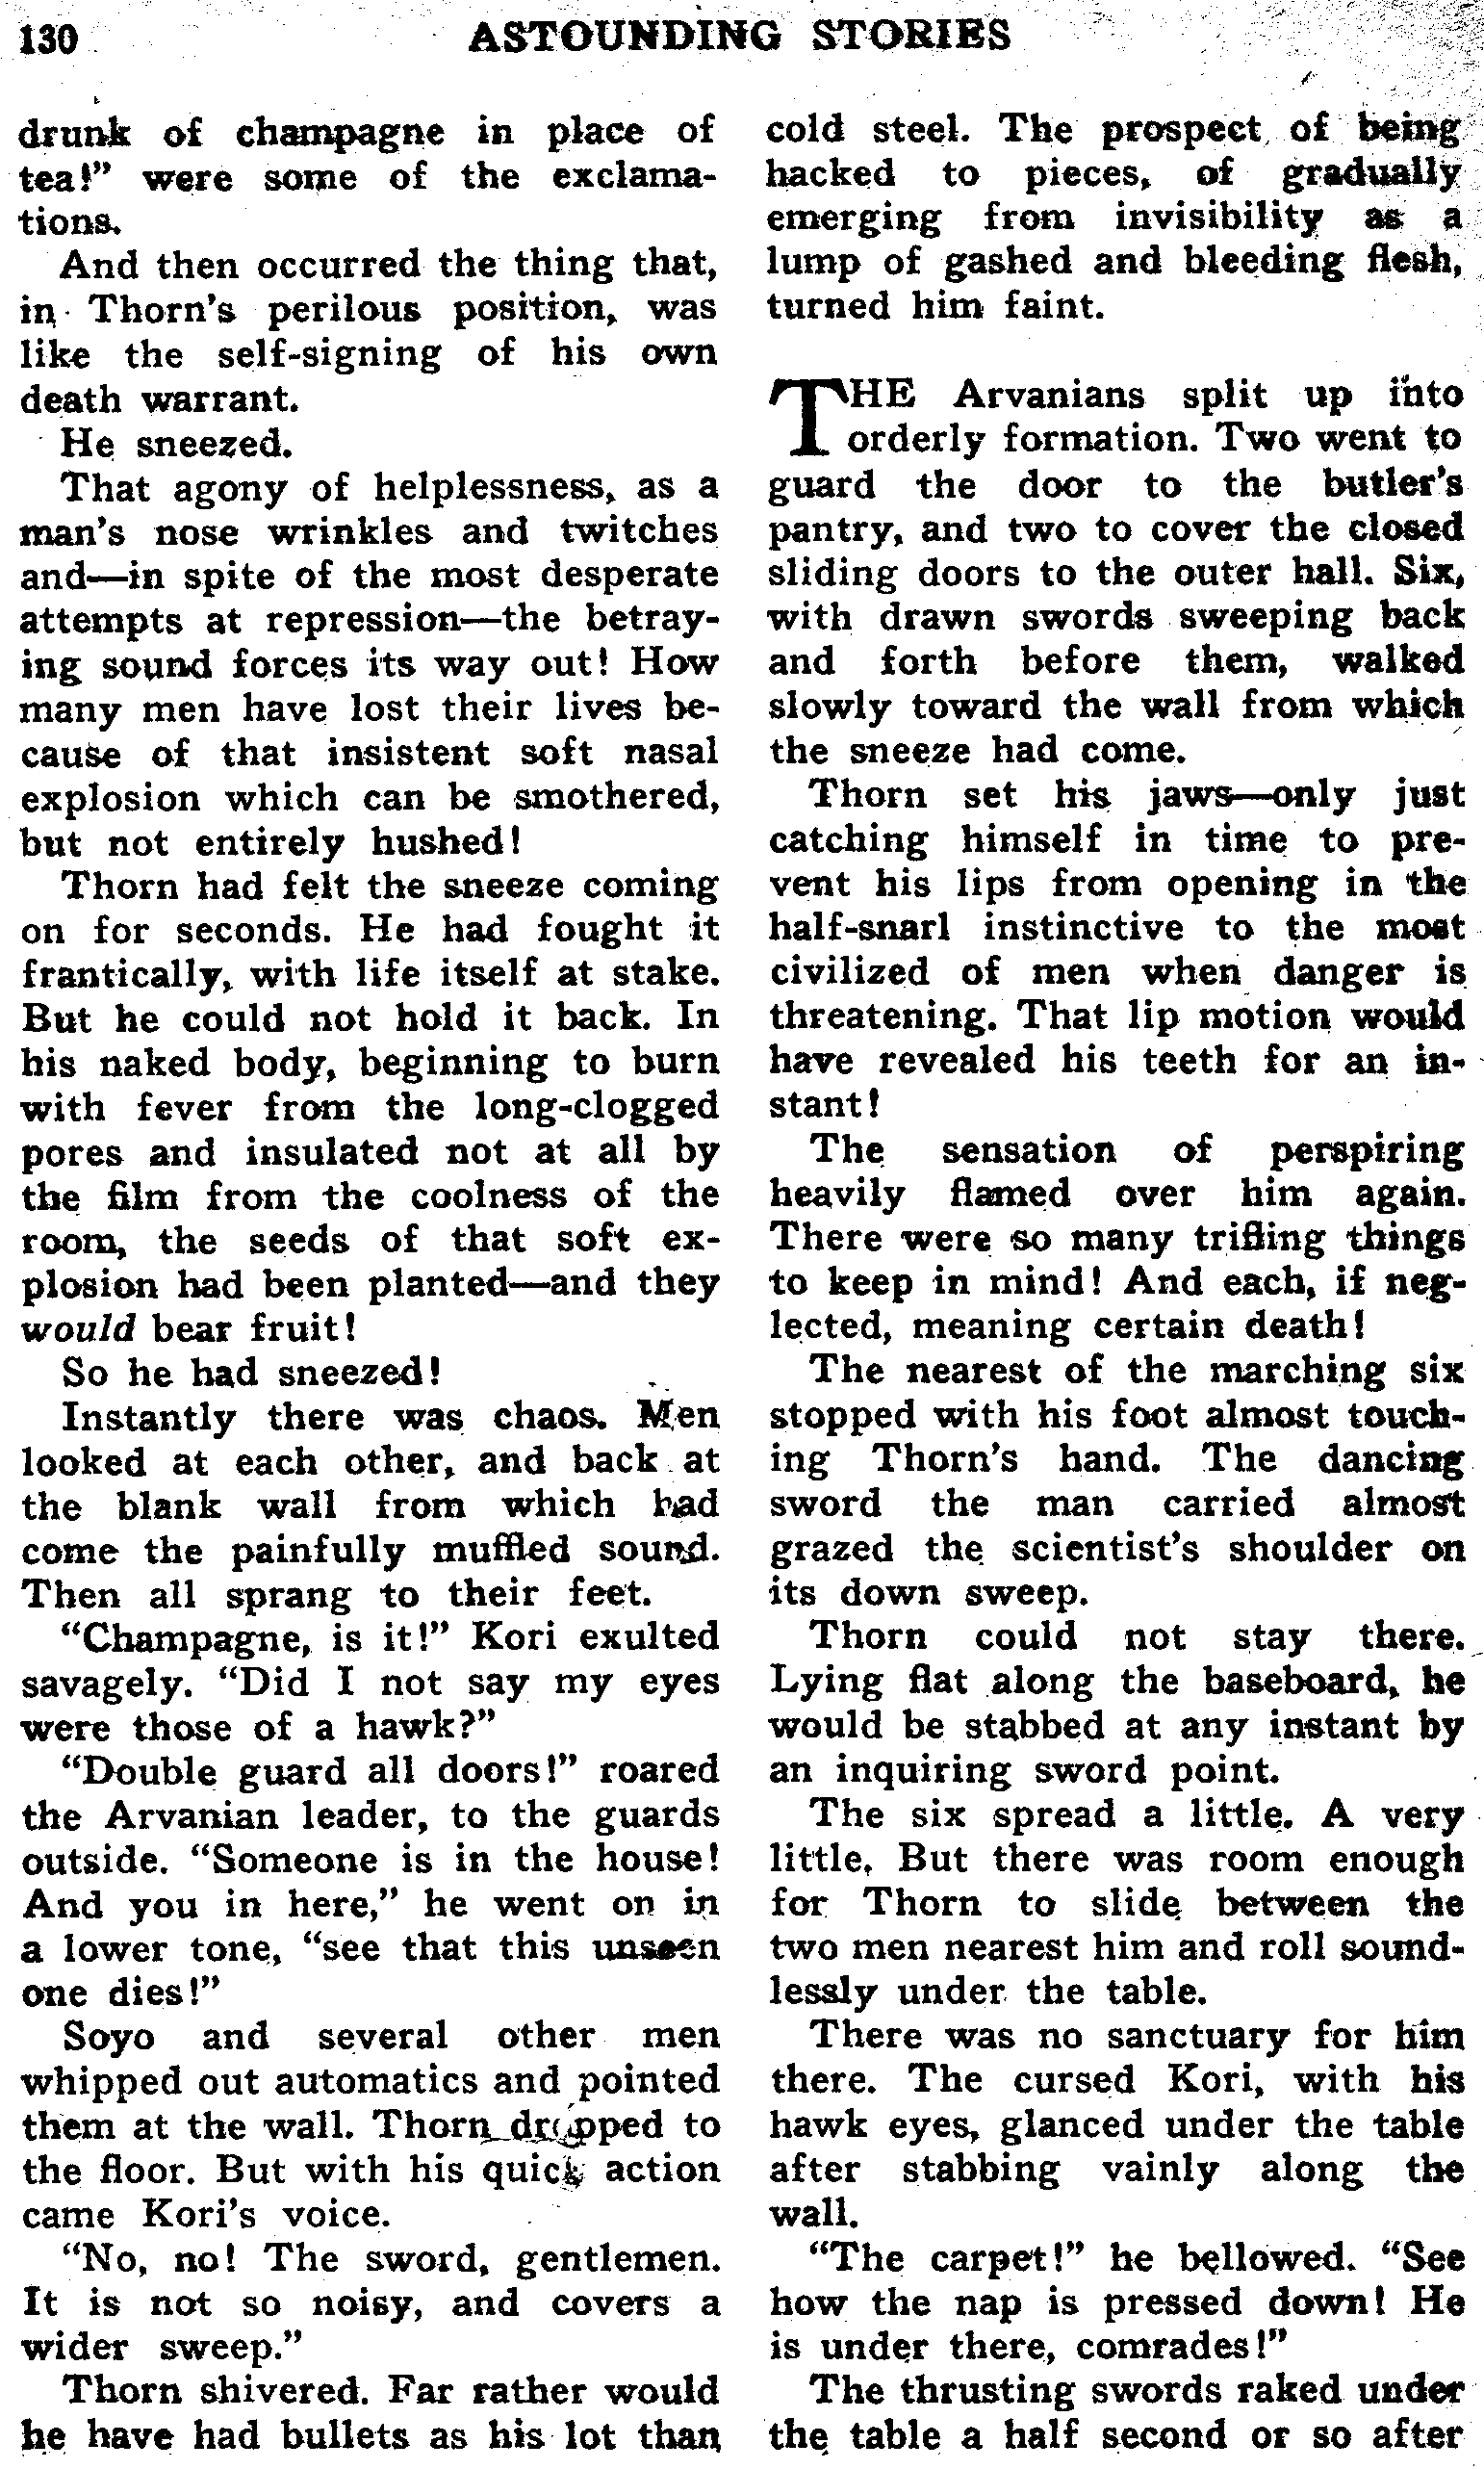 130
ASTOUNDING STORIES
drunk of champagne in place of
tea!" were some of the exclama-
tions.
And then occurred the thing that,
in Thorn's perilous position, was
like the self-signing of his own
death warrant.
He sneezed.
That agony of helplessness, as a
man's nose wrinkles and twitches
and—in spite of the most desperate
attempts at repression—the betray-
ing sound forces its way out! How
many men have lost their lives be-
cause of that insistent soft nasal
explosion which can be smothered,
but not entirely hushed!
Thorn had felt the sneeze coming
on for seconds. He had fought it
frantically, with life itself at stake.
But he could not hold it back. In
his naked body, beginning to burn
with fever from the long-clogged
pores and insulated not at all by
the film from the coolness of the
room, the seeds of that soft ex-
plosion had been planted—and they
would bear fruit!
So he had sneezed!
Instantly there was chaos. Men
looked at each other, and back at
the blank wall from which had
come the painfully muffled sound.
Then all sprang to their feet.
"Champagne, is it!" Kori exulted
savagely. "Did I not say my eyes
were those of a hawk?"
"Double guard all doors!" roared
the Arvanian leader, to the guards
outside. "Someone is in the house!
And you in here," he went on in
a lower tone, "see that this unseen
one dies!"
Soyo and several other men
whipped out automatics and pointed
them at the wall. Thorn dropped to
the floor. But with his quick action
came Kori's voice.
"No, no! The sword, gentlemen.
It is not so noisy, and covers a
wider sweep."
Thorn shivered. Far rather would
he have had bullets as his lot than
cold steel. The prospect of being
hacked to pieces, of gradually
emerging from invisibility as a
lump of gashed and bleeding flesh,
turned him faint.
THE Arvanians split up into
orderly formation. Two went to
guard the door to the butler's
pantry, and two to cover the closed
sliding doors to the outer hall. Six,
with drawn swords sweeping back
and forth before them, walked
slowly toward the wall from which
the sneeze had come.
Thorn set his jaws—only just
catching himself in time to pre-
vent his lips from opening in the
half-snarl instinctive to the most
civilized of men when danger is
threatening. That lip motion would
have revealed his teeth for an in-
stant!
The sensation of perspiring
heavily flamed over him again.
There were so many trifling things
to keep in mind! And each, if neg-
lected, meaning certain death!
The nearest of the marching six
stopped with his foot almost touch-
ing Thorn's hand. The dancing
sword the man carried almost
grazed the scientist's shoulder on
its down sweep.
Thorn could not stay there.
Lying flat along the baseboard, he
would be stabbed at any instant by
an inquiring sword point.
The six spread a little. A very
little. But there was room enough
for Thorn to slide between the
two men nearest him and roll sound-
lessly under the table.
There was no sanctuary for him
there. The cursed Kori, with his
hawk eyes, glanced under the table
after stabbing vainly along the
wall.
"The carpet!" he bellowed. "See
how the nap is pressed down! He
is under there, comrades!"
The thrusting swords raked under
the table a half second or so after